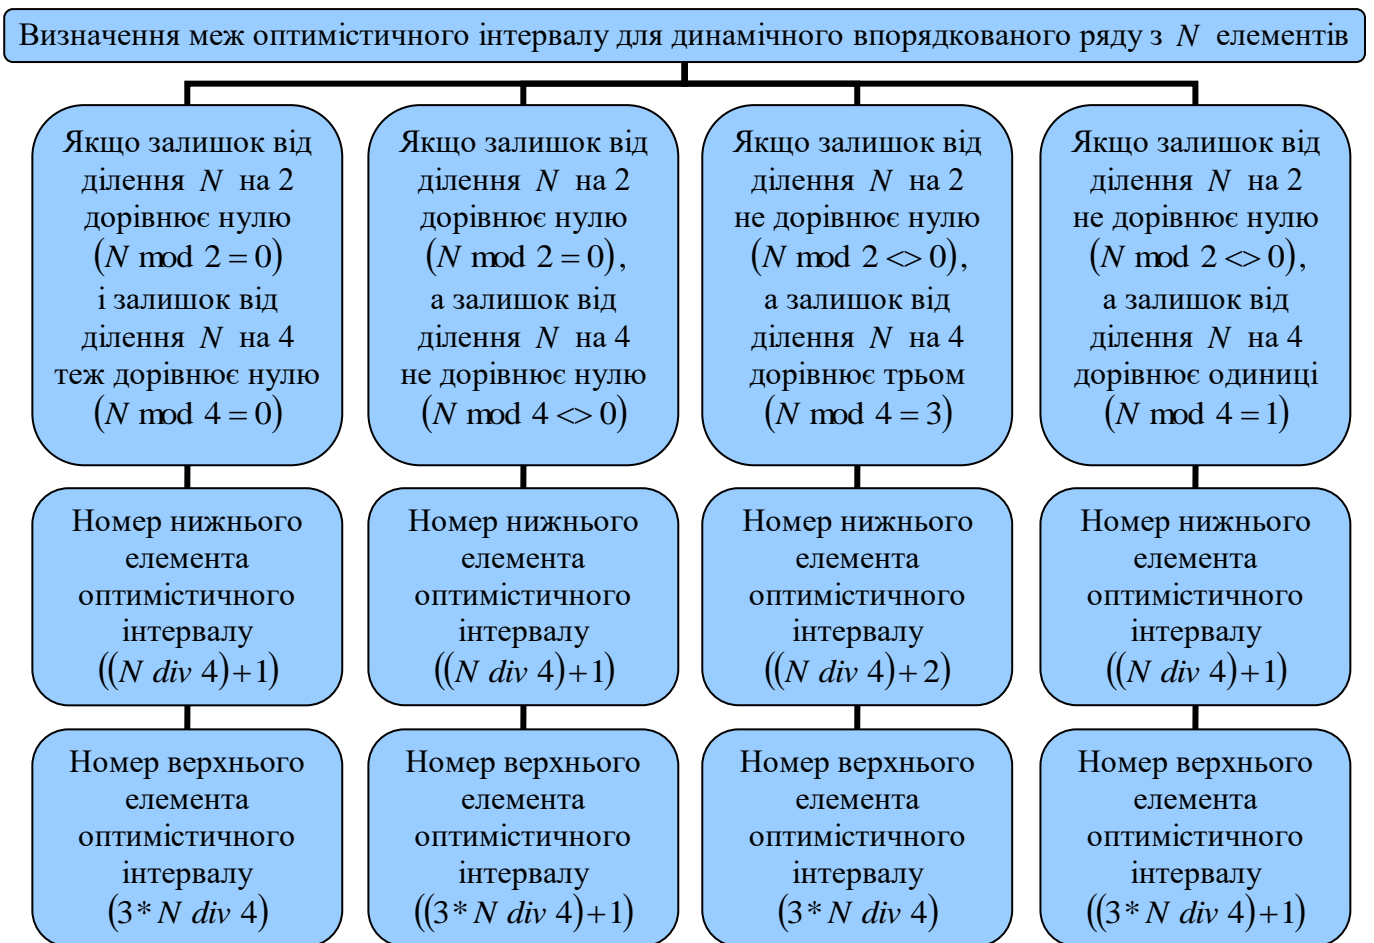 Визначення меж оптимістичного інтервалу для динамічного впорядкованого ряду з N елементів
Якщо залишок від
ділення N на 2
дорівнює нулю
(N mod 2 = 0)
і залишок від
ділення N на 4
теж дорівнює нулю
(N mod 4 = 0)
Якщо залишок від
ділення N на 2
дорівнює нулю
(N mod 2 = 0),
а залишок від
ділення N на 4
не дорівнює нулю
(N mod 4 <> 0)
Якщо залишок від
ділення N на 2
не дорівнює нулю
(N mod 2 <> 0),
а залишок від
ділення N на 4
дорівнює трьом
(N mod 4 = 3)
Якщо залишок від
ділення N на 2
не дорівнює нулю
(N mod 2 <> 0),
а залишок від
ділення N на 4
дорівнює одиниці
(N mod 4 = 1)
Номер нижнього
елемента
оптимістичного
інтервалу
((N div 4)+1)
Номер нижнього
елемента
оптимістичного
інтервалу
((N div 4)+1)
Номер нижнього
елемента
оптимістичного
інтервалу
((N div 4)+2)
Номер нижнього
елемента
оптимістичного
інтервалу
((N div 4)+1)
Номер верхнього
елемента
оптимістичного
інтервалу
(3*N div 4)
Номер верхнього
елемента
оптимістичного
інтервалу
((3*N div 4)+1)
Номер верхнього
елемента
оптимістичного
інтервалу
(3*N div 4)
Номер верхнього
елемента
оптимістичного
інтервалу
((3*N div 4)+1)